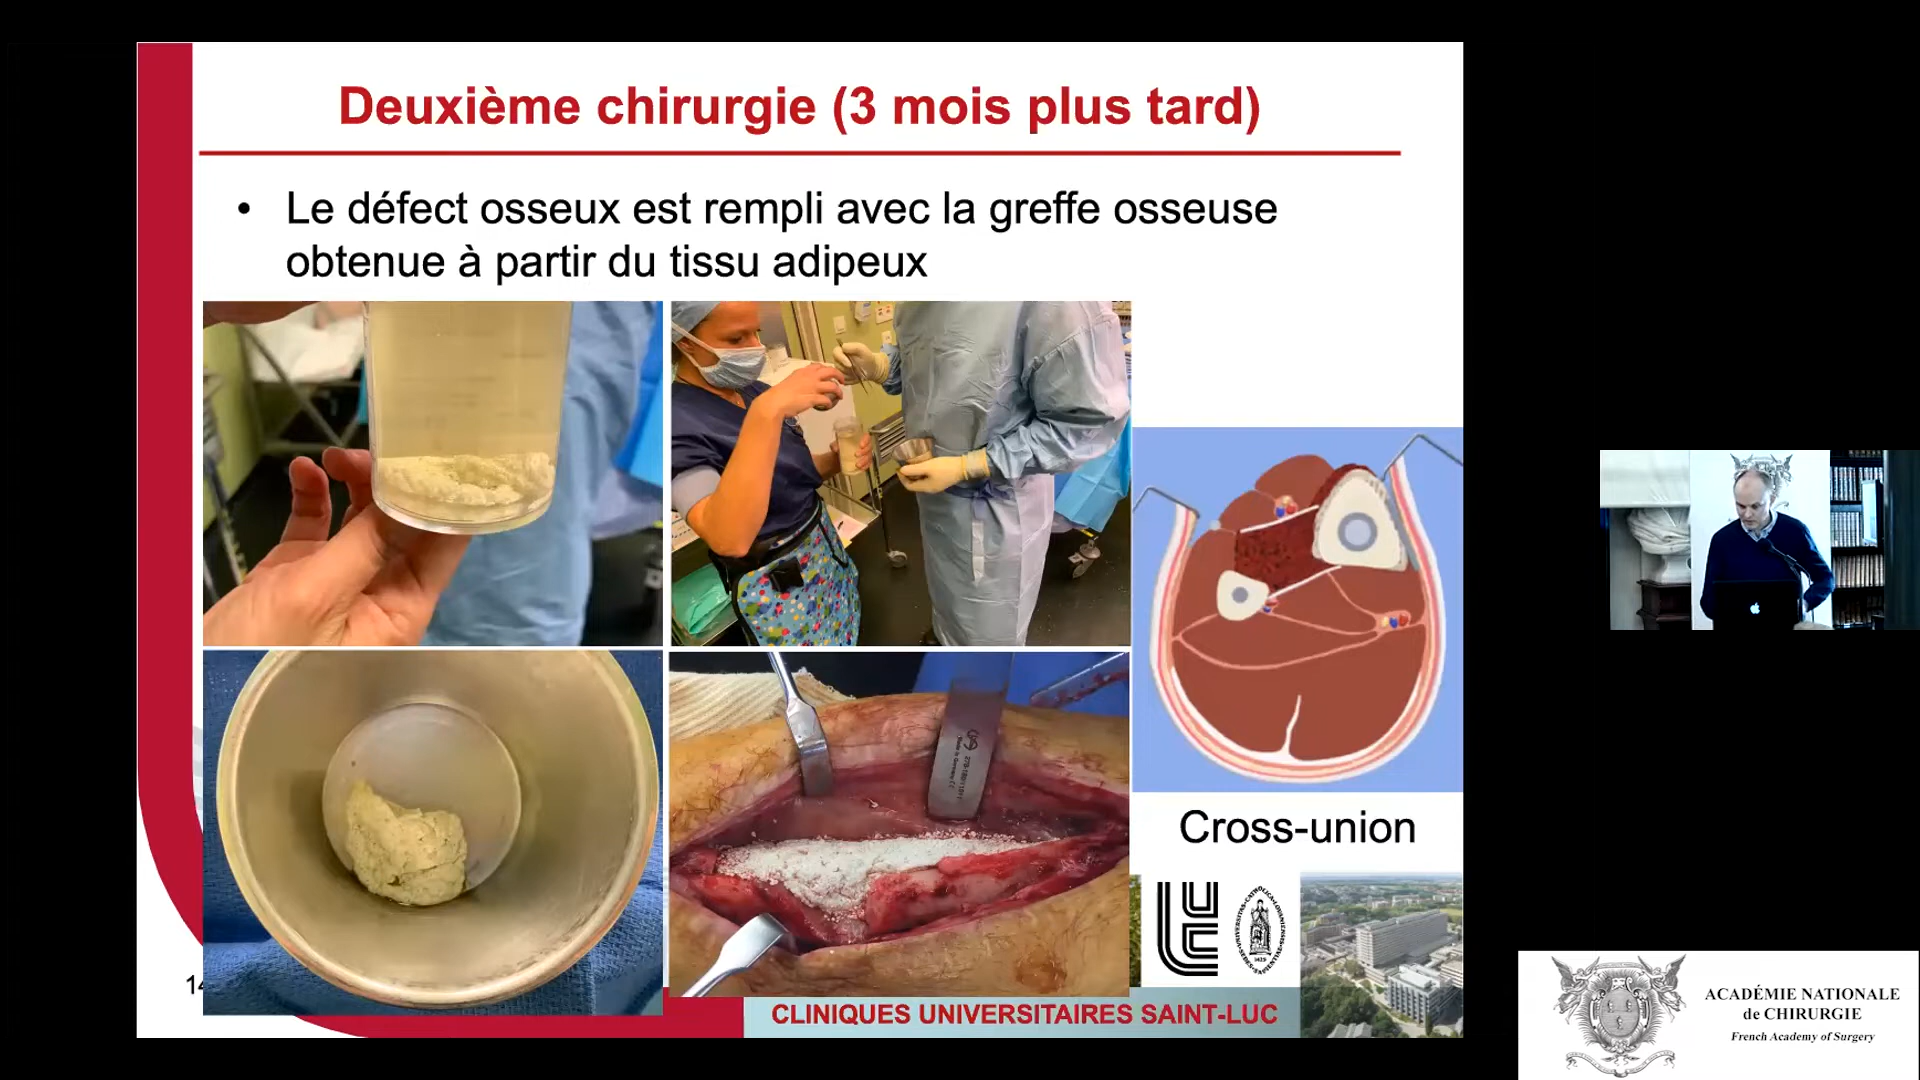 Deuxième chirurgie (3 mois plus tard)
• Le défect osseux est rempli avec la greffe osseuse
obtenue à partir du tissu adipeux
Cross-union
CLINIQUES UNIVERSITAIRES SAINT-LUC
ACADÉMIE NATIONALE
de CHIRURGIE
French Academy of Surgery